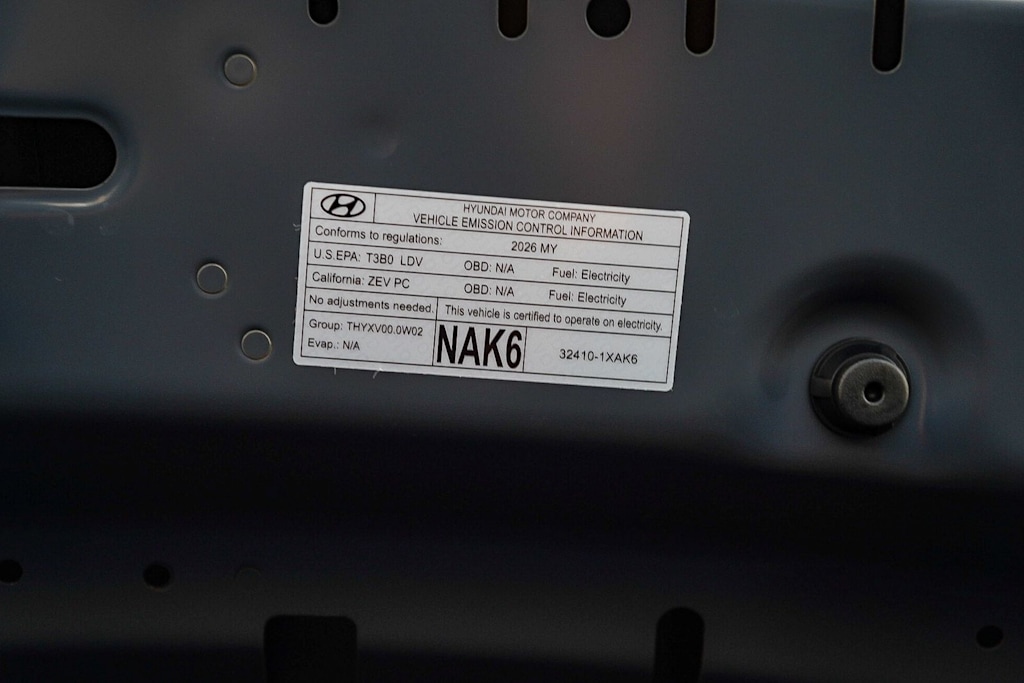 HYUNDAI MOTOR COMPANY
VEHICLE EMISSION CONTROL INFORMATION
Conforms to regulations: 2026 MY
U.S.EPA: T3B0 LDV OBD: N/A Fuel: Electricity
California: ZEV PC OBD: N/A Fuel: Electricity
No adjustments needed. This vehicle is certified to operate on electricity.
Group: THYXV00.0W02
Evap.: N/A
NAK6
32410-1XAK6